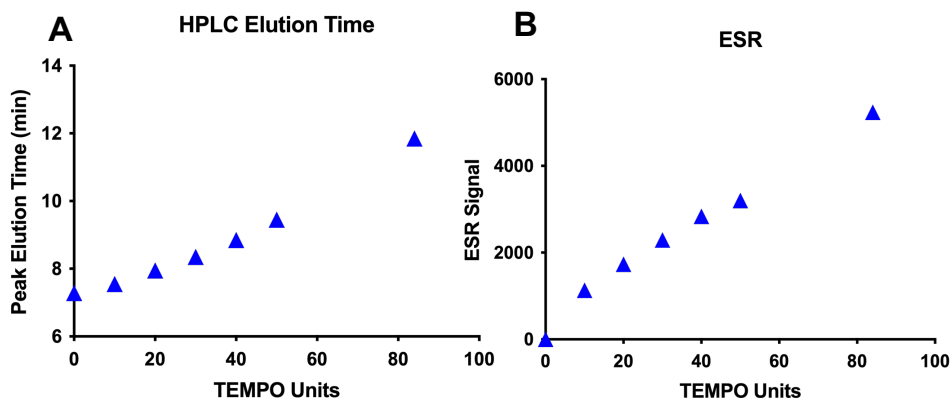 A
HPLC Elution Time
14
12
10
8
6
Peak Elution Time (min)
0
20
40
60
80
100
TEMPO Units
B
ESR
6000
4000
2000
0
ESR Signal
0
20
40
60
80
100
TEMPO Units